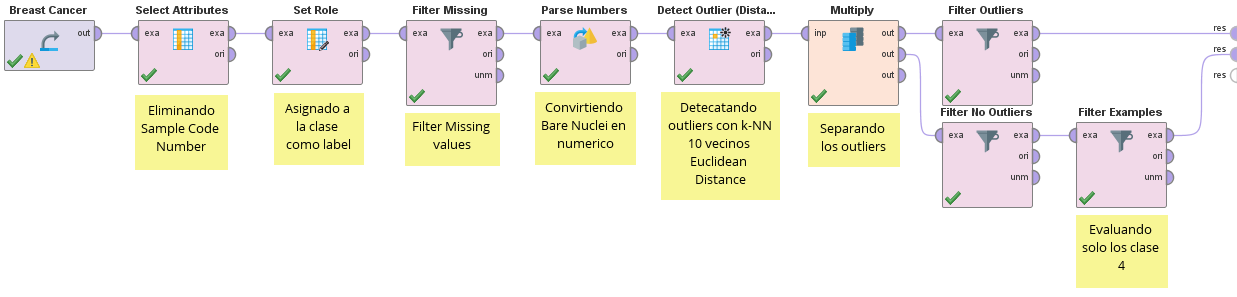 Breast Cancer
out
Select Attributes
exa
exa
ori
Eliminando
Sample Code
Number
Set Role
exa
exa
ori
Asignado a
la clase
como label
Filter Missing
exa
exa
ori
unm
Filter Missing
values
Parse Numbers
exa
exa
ori
Convirtiendo
Bare Nuclei en
numerico
Detect Outlier (Dista...
exa
exa
ori
Detecatando
outliers con k-NN
10 vecinos
Euclidean
Distance
Multiply
inp
out
out
out
Separando
los outliers
Filter Outliers
exa
exa
ori
unm
Filter No Outliers
exa
exa
ori
unm
Filter Examples
exa
exa
ori
unm
Evaluando
solo los clase
4
res
res
res